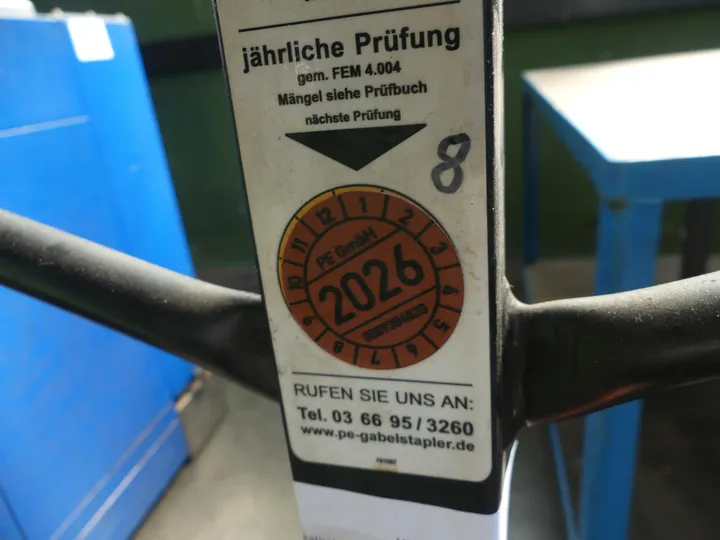 jährliche Prüfung
gem. FEM 4.004
Mängel siehe Prüfbuch
nächste Prüfung
8
12 1 2
11 3
10 4
9 5
8 7 6
PE GmbH
2026
RUFEN SIE UNS AN:
Tel. 03 66 95 / 3260
www.pe-gabelstapler.de